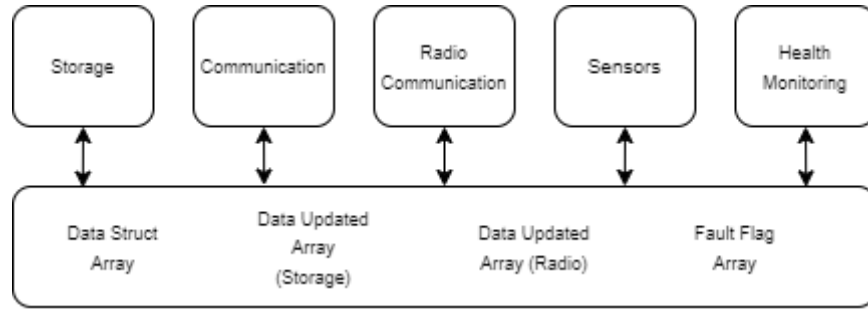 Storage
Communication
Radio
Communication
Sensors
Health
Monitoring
Data Struct
Array
Data Updated
Array
(Storage)
Data Updated
Array (Radio)
Fault Flag
Array